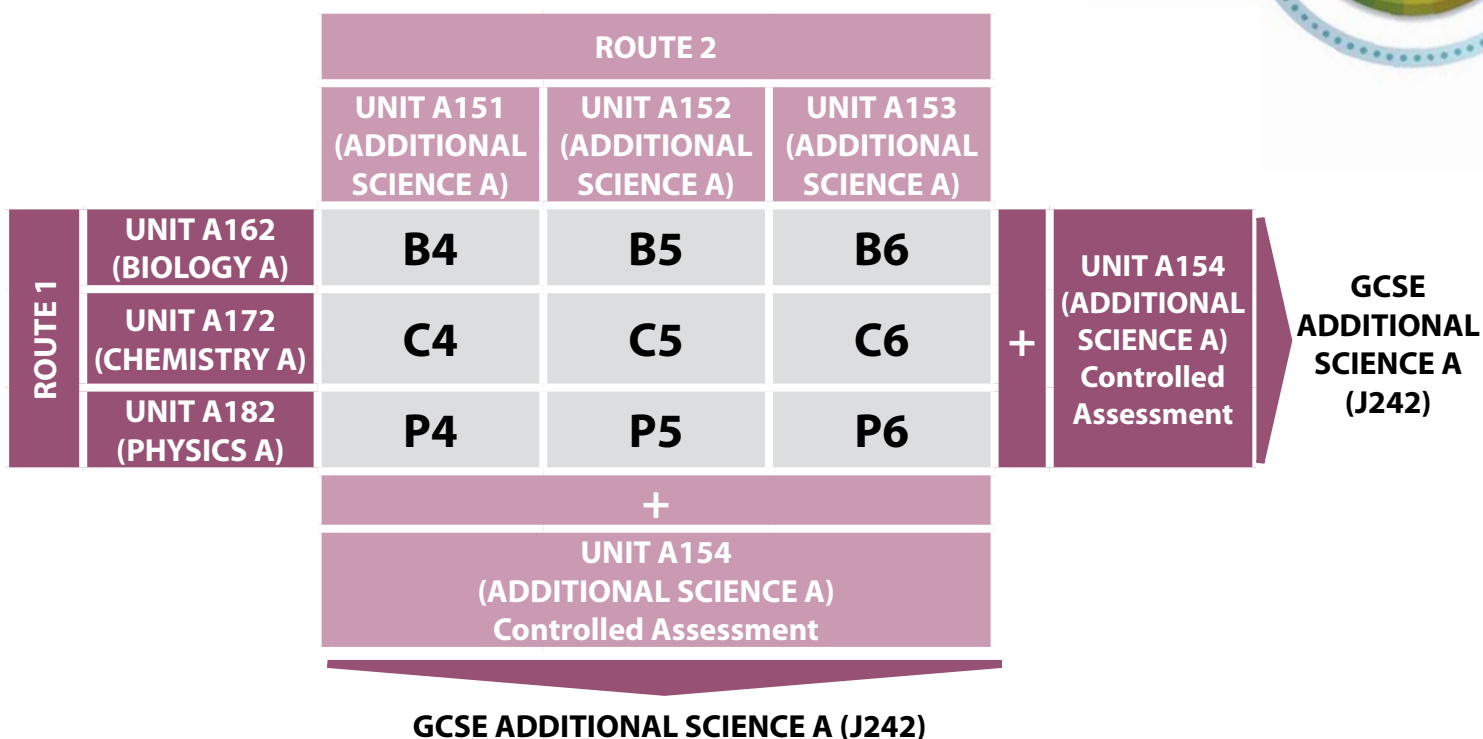 ROUTE 2
UNIT A151
(ADDITIONAL
SCIENCE A)
UNIT A152
(ADDITIONAL
SCIENCE A)
UNIT A153
(ADDITIONAL
SCIENCE A)
ROUTE 1
UNIT A162
(BIOLOGY A)
B4
B5
B6
UNIT A172
(CHEMISTRY A)
C4
C5
C6
UNIT A182
(PHYSICS A)
P4
P5
P6
+
UNIT A154
(ADDITIONAL
SCIENCE A)
Controlled
Assessment
GCSE
ADDITIONAL
SCIENCE A
(J242)
+
UNIT A154
(ADDITIONAL SCIENCE A)
Controlled Assessment
GCSE ADDITIONAL SCIENCE A (J242)